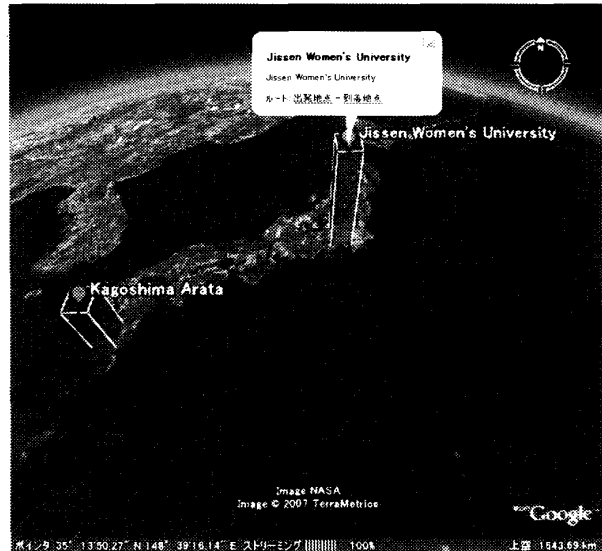 Jissen Women's University
Jissen Women's University
ルート: 出発地点 - 到着地点
Jissen Women's University
Kagoshima Arata
N
Image NASA
Image © 2007 TerraMetrics
Google
ポインタ 35° 13'50.27" N 148° 39'16.14" E ストリーミング ||||||||| 100% 上空 1543.69 km